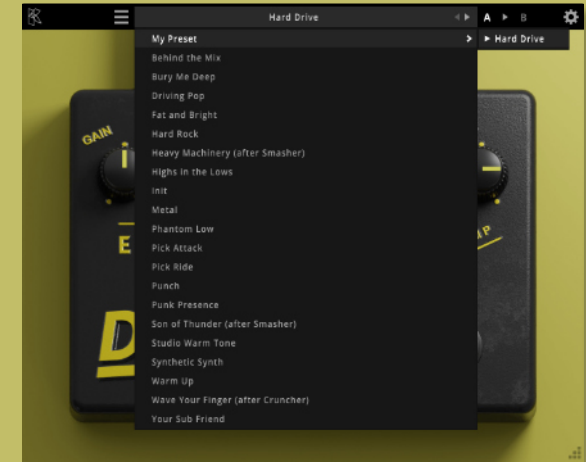 Hard Drive
A
B
My Preset
Hard Drive
Behind the Mix
Bury Me Deep
Driving Pop
Fat and Bright
Hard Rock
GAIN
Heavy Machinery (after Smasher)
Highs in the Lows
Init
Metal
Phantom Low
Pick Attack
Pick Ride
Punch
Punk Presence
Son of Thunder (after Smasher)
Studio Warm Tone
Synthetic Synth
Warm Up
Wave Your Finger (after Cruncher)
Your Sub Friend